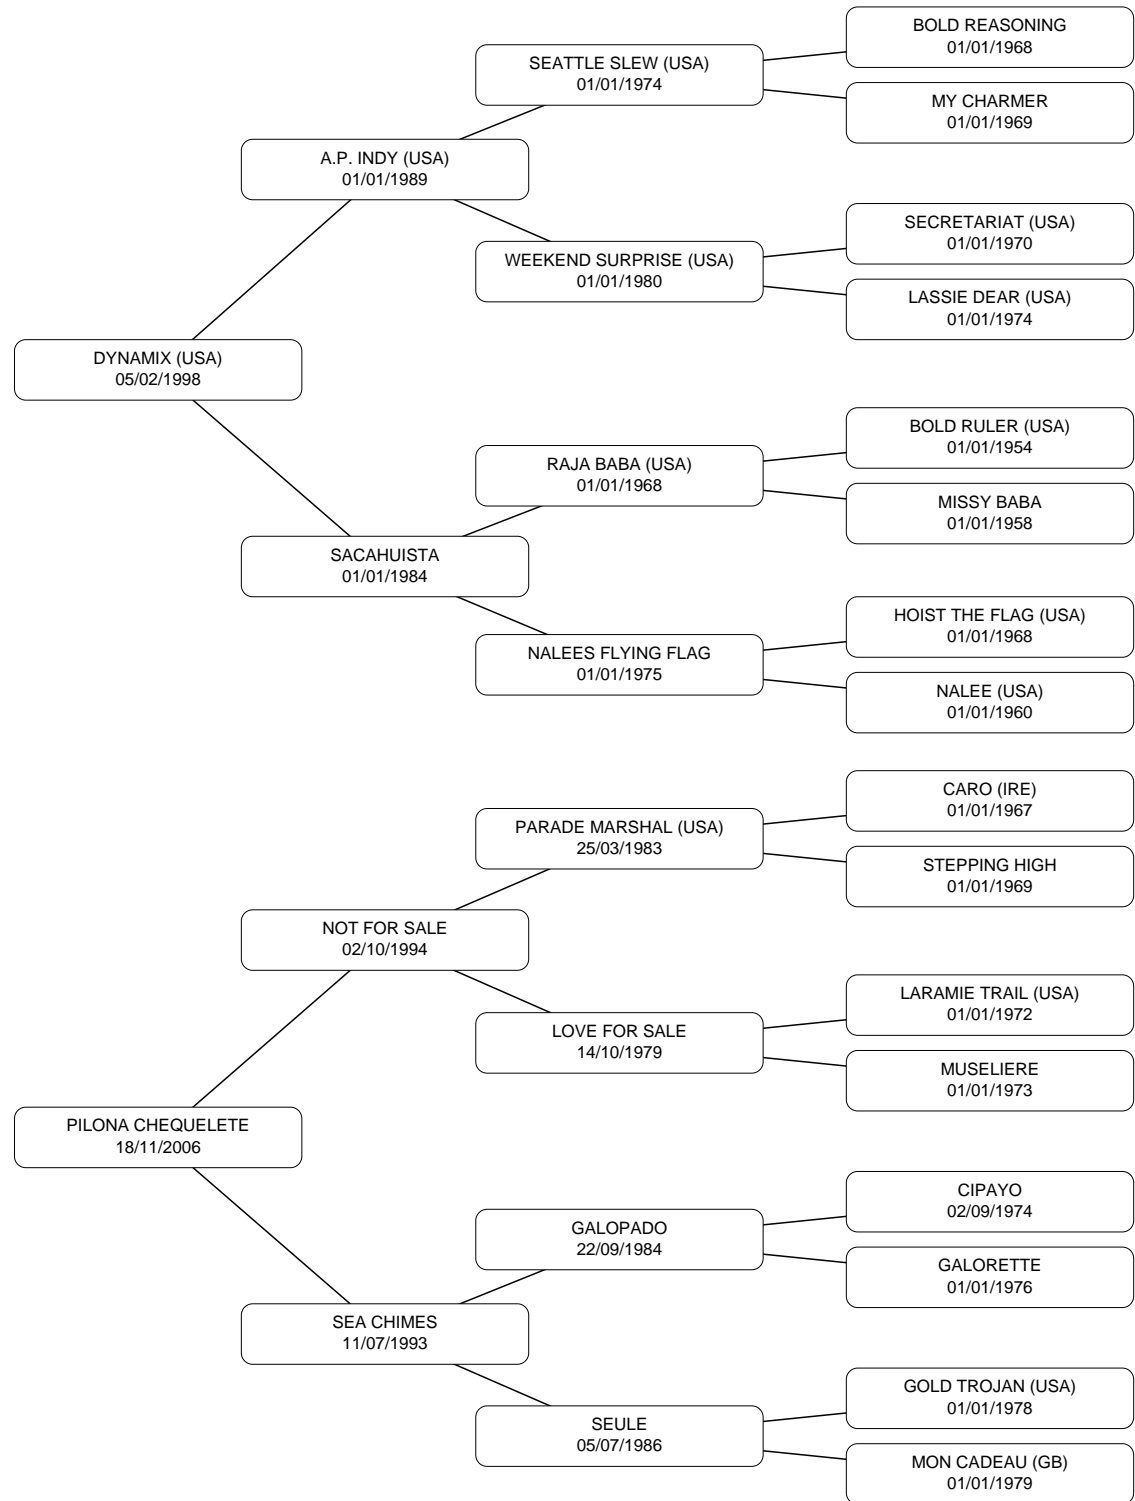 BOLD REASONING
01/01/1968
SEATTLE SLEW (USA)
01/01/1974
MY CHARMER
01/01/1969
A.P. INDY (USA)
01/01/1989
SECRETARIAT (USA)
01/01/1970
WEEKEND SURPRISE (USA)
01/01/1980
LASSIE DEAR (USA)
01/01/1974
DYNAMIX (USA)
05/02/1998
BOLD RULER (USA)
01/01/1954
RAJA BABA (USA)
01/01/1968
MISSY BABA
01/01/1958
SACAHUISTA
01/01/1984
HOIST THE FLAG (USA)
01/01/1968
NALEES FLYING FLAG
01/01/1975
NALEE (USA)
01/01/1960
CARO (IRE)
01/01/1967
PARADE MARSHAL (USA)
25/03/1983
STEPPING HIGH
01/01/1969
NOT FOR SALE
02/10/1994
LARAMIE TRAIL (USA)
01/01/1972
LOVE FOR SALE
14/10/1979
MUSELIERE
01/01/1973
PILONA CHEQUELETE
18/11/2006
CIPAYO
02/09/1974
GALOPADO
22/09/1984
GALORETTE
01/01/1976
SEA CHIMES
11/07/1993
GOLD TROJAN (USA)
01/01/1978
SEULE
05/07/1986
MON CADEAU (GB)
01/01/1979